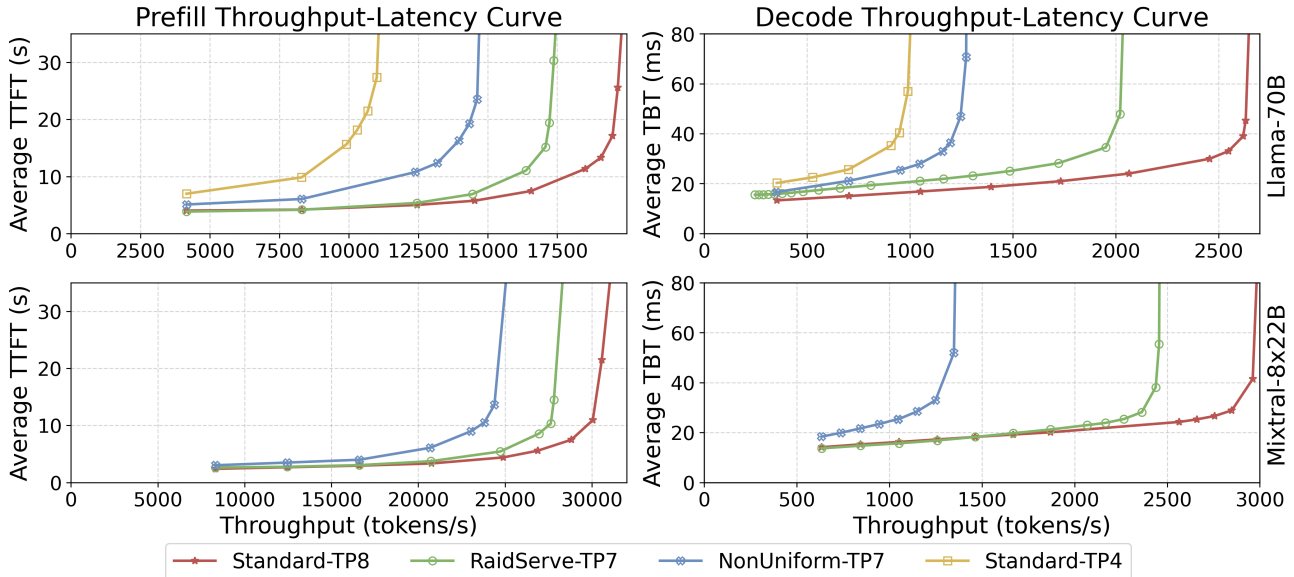 Prefill Throughput-Latency Curve
Decode Throughput-Latency Curve
Average TTFT (s)
0
10
20
30
0 2500 5000 7500 10000 12500 15000 17500
Average TBT (ms)
0
20
40
60
80
0 500 1000 1500 2000 2500
Llama-70B
Average TTFT (s)
0
10
20
30
0 5000 10000 15000 20000 25000 30000
Throughput (tokens/s)
Average TBT (ms)
0
20
40
60
80
0 500 1000 1500 2000 2500 3000
Throughput (tokens/s)
Mixtral-8x22B
Standard-TP8 RaidServe-TP7 NonUniform-TP7 Standard-TP4